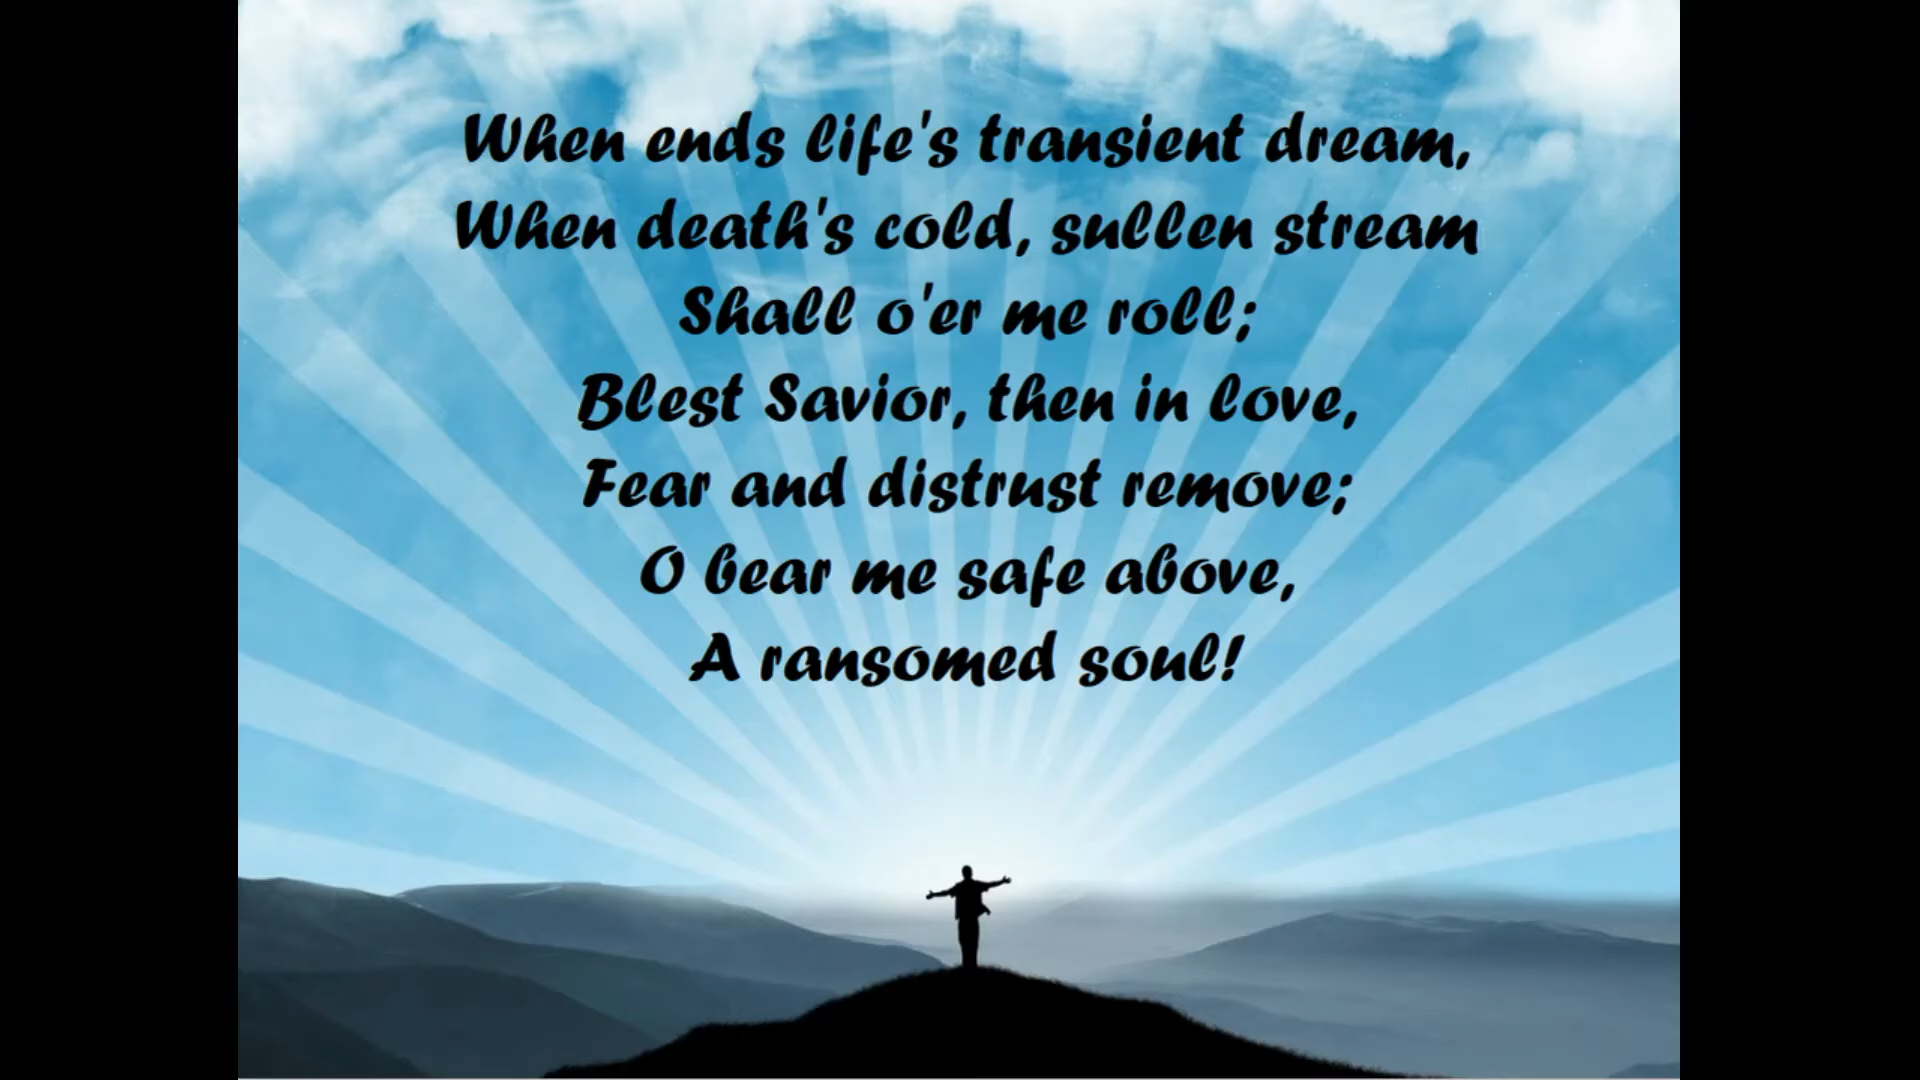 When ends life's transient dream,
When death's cold, sullen stream
Shall o'er me roll;
Blest Savior, then in love,
Fear and distrust remove;
O bear me safe above,
A ransomed soul!